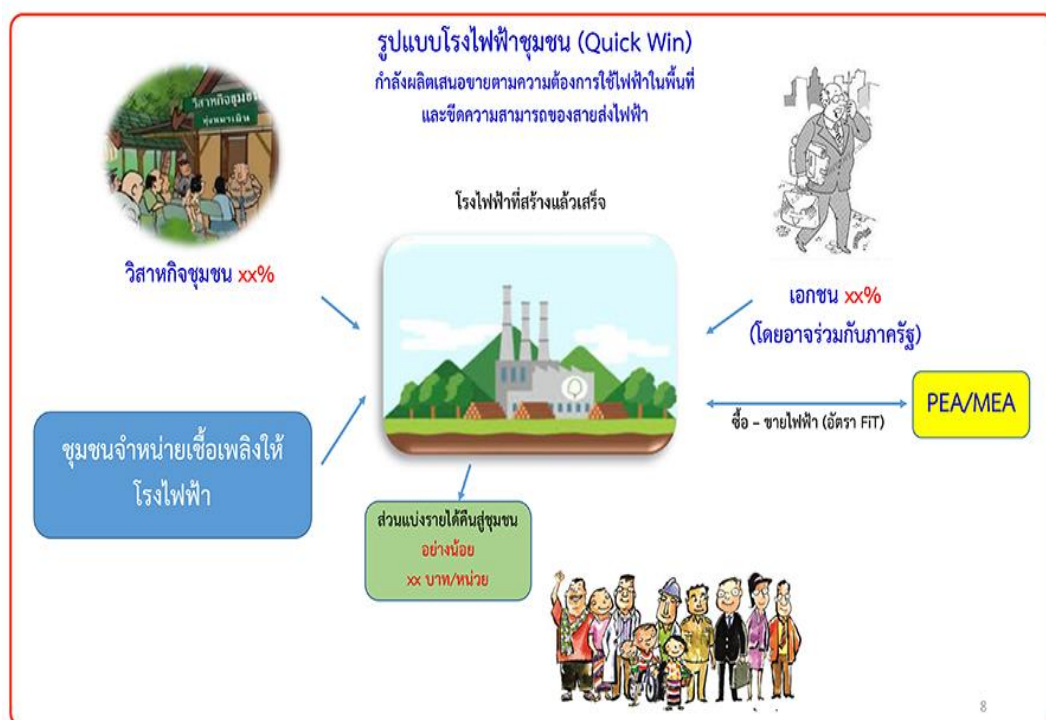 รูปแบบโรงไฟฟ้าชุมชน (Quick Win)
กำลังผลิตเสนอขายตามความต้องการใช้ไฟฟ้าในพื้นที่
และขีดความสามารถของสายส่งไฟฟ้า
วิสาหกิจชุมชน
โรงไฟฟ้าที่สร้างแล้วเสร็จ
วิสาหกิจชุมชน xx%
เอกชน xx%
(โดยอาจร่วมกับภาครัฐ)
PEA/MEA
ซื้อ – ขายไฟฟ้า (อัตรา FiT)
ชุมชนจำหน่ายเชื้อเพลิงให้
โรงไฟฟ้า
ส่วนแบ่งรายได้คืนสู่ชุมชน
อย่างน้อย
xx บาท/หน่วย
8